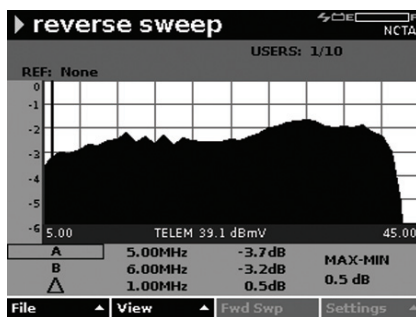 reverse sweep
E F
NCTA
USERS: 1/10
REF: None
0
-1
-2
-3
-4
-5
-6
5.00 TELEM 39.1 dBmV 45.00
A 5.00MHz -3.7dB
B 6.00MHz -3.2dB
Δ 1.00MHz 0.5dB
MAX-MIN
0.5 dB
File View Fwd Swp Settings